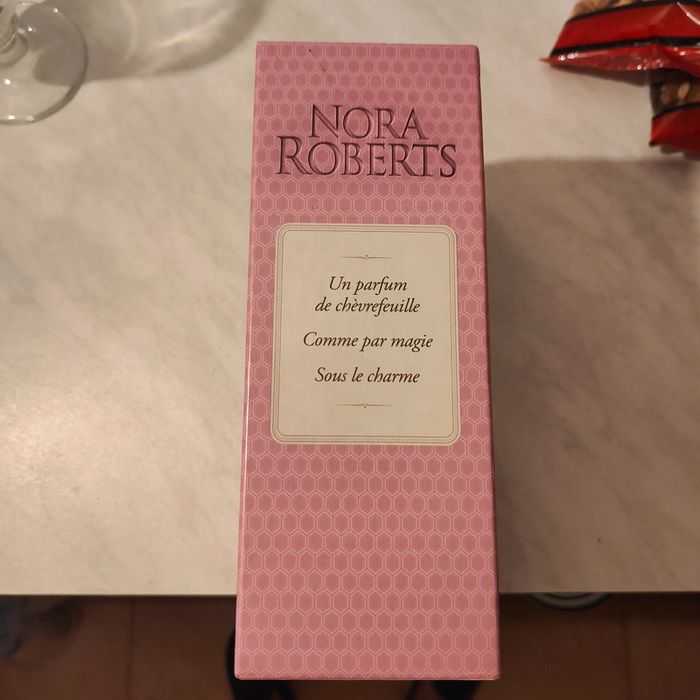 NORA
ROBERTS
Un parfum
de chèvrefeuille
Comme par magie
Sous le charme